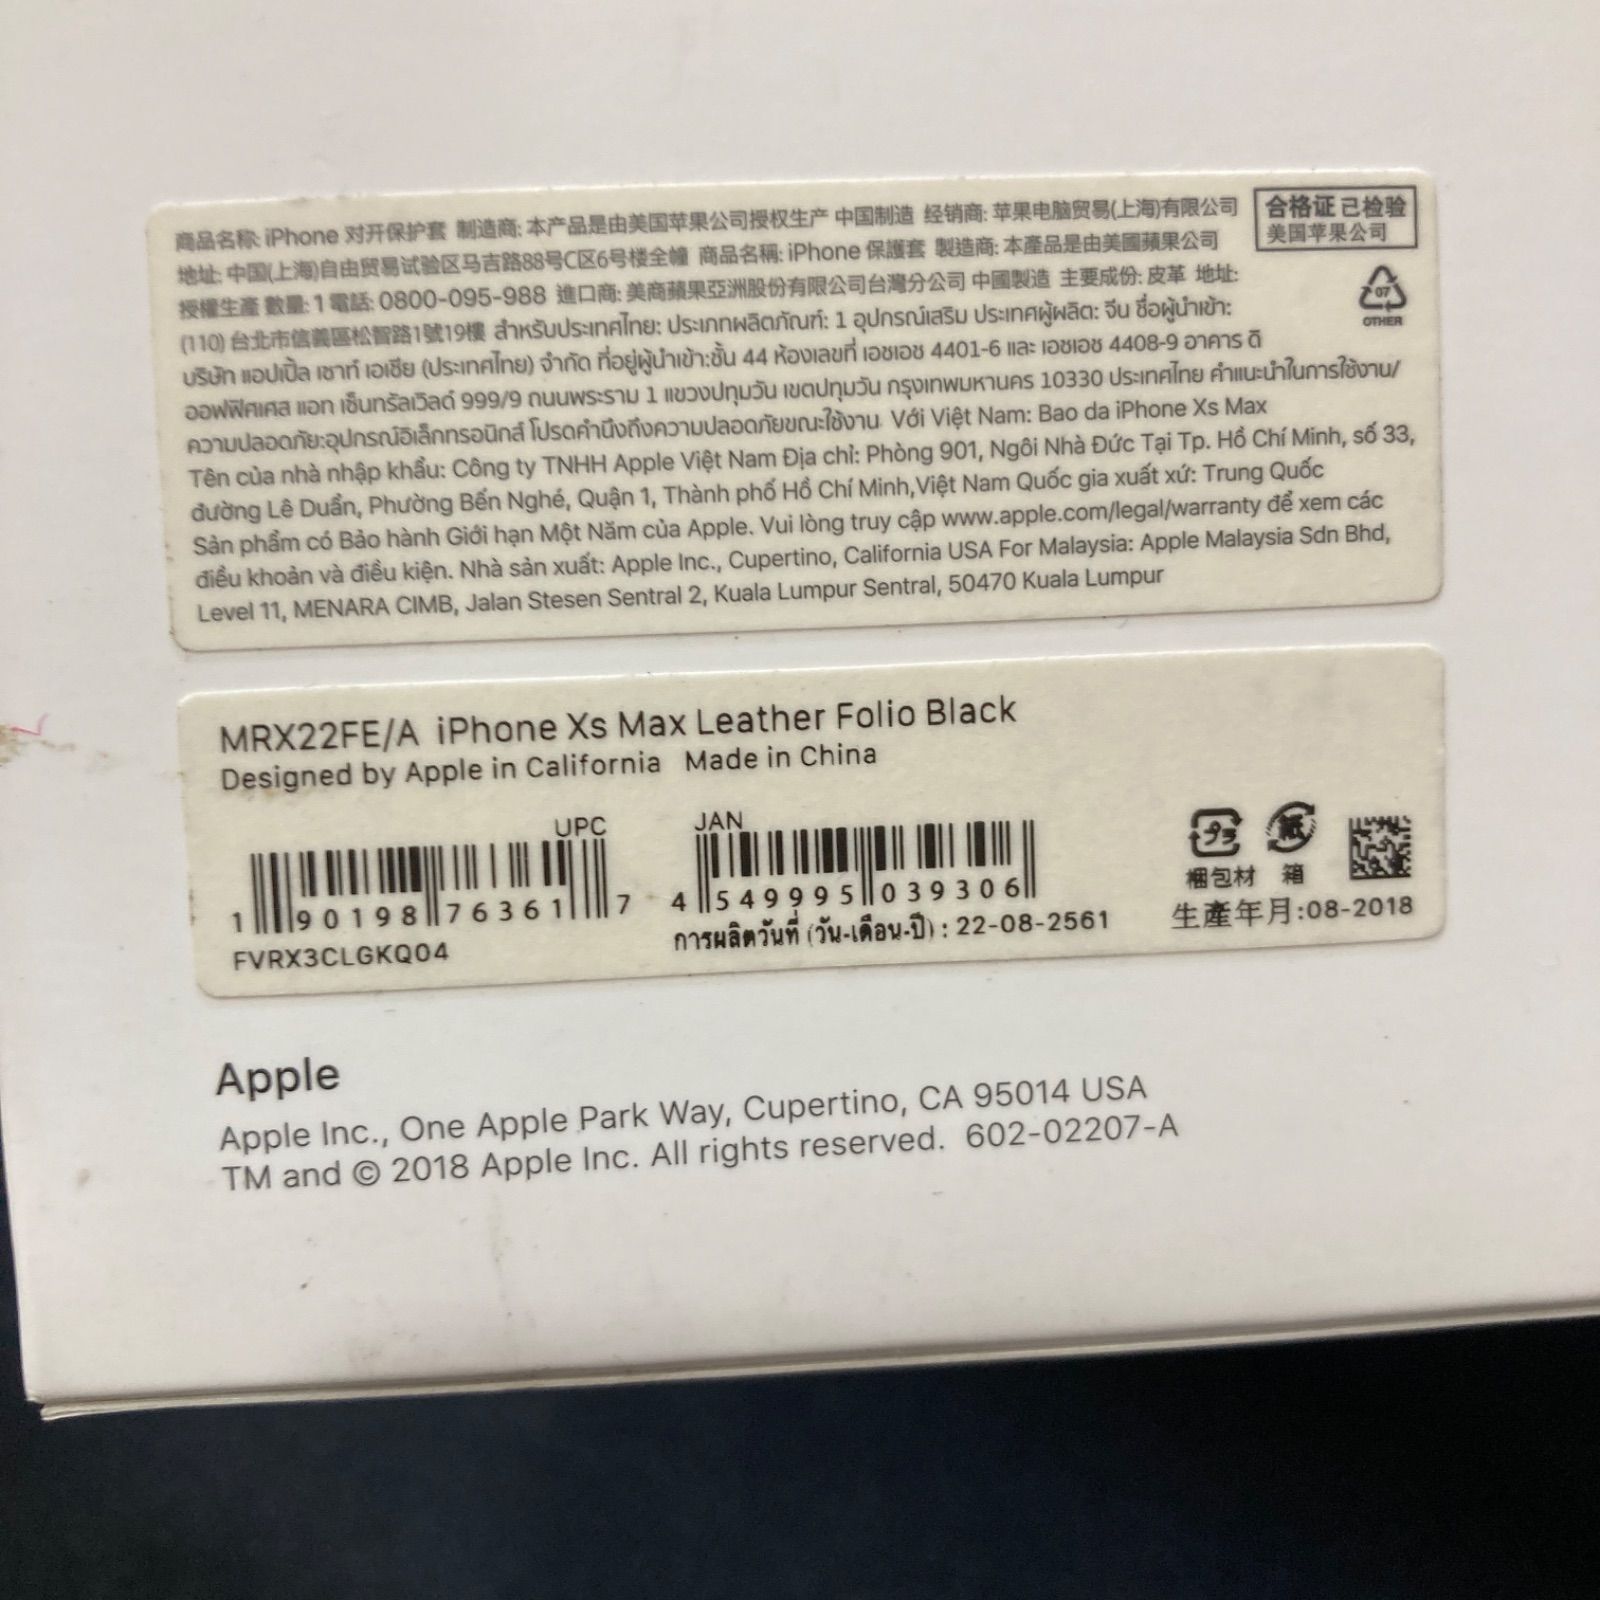 商品名称: iPhone 对开保护套 制造商: 本产品是由美国苹果公司授权生产 中国制造 经销商: 苹果电脑贸易(上海)有限公司
地址: 中国(上海)自由贸易试验区马吉路88号C区6号楼全幢 商品名稱: iPhone 保護套 製造商: 本產品是由美國蘋果公司
授權生產 數量: 1 電話: 0800-095-988 進口商: 美商蘋果亞洲股份有限公司台灣分公司 中國製造 主要成份: 皮革 地址:
(110) 台北市信義區松智路1號19樓 สำหรับประเทศไทย: ประเภทผลิตภัณฑ์: 1 อุปกรณ์เสริม ประเทศผู้ผลิต: จีน ชื่อผู้นำเข้า:
บริษัท แอปเปิ้ล เซาท์ เอเชีย (ประเทศไทย) จำกัด ที่อยู่ผู้นำเข้า:ชั้น 44 ห้องเลขที่ เอชเอช 4401-6 และ เอชเอช 4408-9 อาคาร ดิ
ออฟฟิศเศส แอท เซ็นทรัลเวิลด์ 999/9 ถนนพระราม 1 แขวงปทุมวัน เขตปทุมวัน กรุงเทพมหานคร 10330 ประเทศไทย คำแนะนำในการใช้งาน/
ความปลอดภัย:อุปกรณ์อิเล็กทรอนิกส์ โปรดคำนึงถึงความปลอดภัยขณะใช้งาน Với Việt Nam: Bao da iPhone Xs Max
Tên của nhà nhập khẩu: Công ty TNHH Apple Việt Nam Địa chỉ: Phòng 901, Ngôi Nhà Đức Tại Tp. Hồ Chí Minh, số 33,
đường Lê Duẩn, Phường Bến Nghé, Quận 1, Thành phố Hồ Chí Minh,Việt Nam Quốc gia xuất xứ: Trung Quốc
Sản phẩm có Bảo hành Giới hạn Một Năm của Apple. Vui lòng truy cập www.apple.com/legal/warranty để xem các
điều khoản và điều kiện. Nhà sản xuất: Apple Inc., Cupertino, California USA For Malaysia: Apple Malaysia Sdn Bhd,
Level 11, MENARA CIMB, Jalan Stesen Sentral 2, Kuala Lumpur Sentral, 50470 Kuala Lumpur
合格证 已检验
美国苹果公司
07
OTHER
MRX22FE/A iPhone Xs Max Leather Folio Black
Designed by Apple in California Made in China
UPC
1 90198 76361 7
FVRX3CLGKQ04
JAN
4 549995 039306
การผลิตวันที่ (วัน-เดือน-ปี) : 22-08-2561
プラ 紙
梱包材 箱
生産年月:08-2018
Apple
Apple Inc., One Apple Park Way, Cupertino, CA 95014 USA
TM and © 2018 Apple Inc. All rights reserved. 602-02207-A